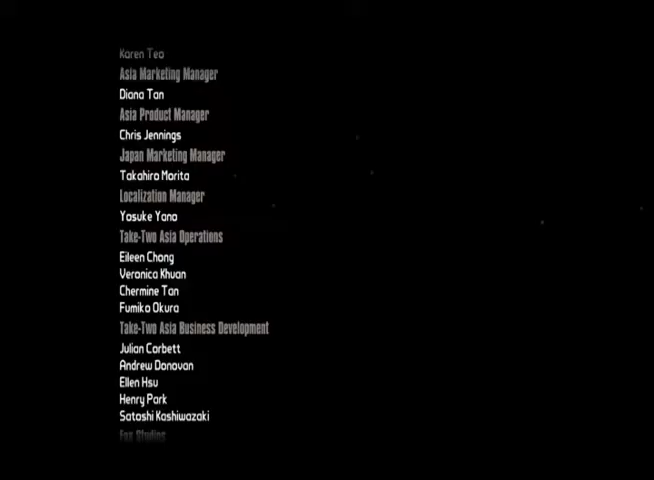 Karen Teo
Asia Marketing Manager
Diana Tan
Asia Product Manager
Chris Jennings
Japan Marketing Manager
Takahiro Morita
Localization Manager
Yosuke Yano
Take-Two Asia Operations
Eileen Chong
Veronica Khuan
Chermine Tan
Fumiko Okura
Take-Two Asia Business Development
Julian Corbett
Andrew Donovan
Ellen Hsu
Henry Park
Satoshi Kashiwazaki
Fox Studios